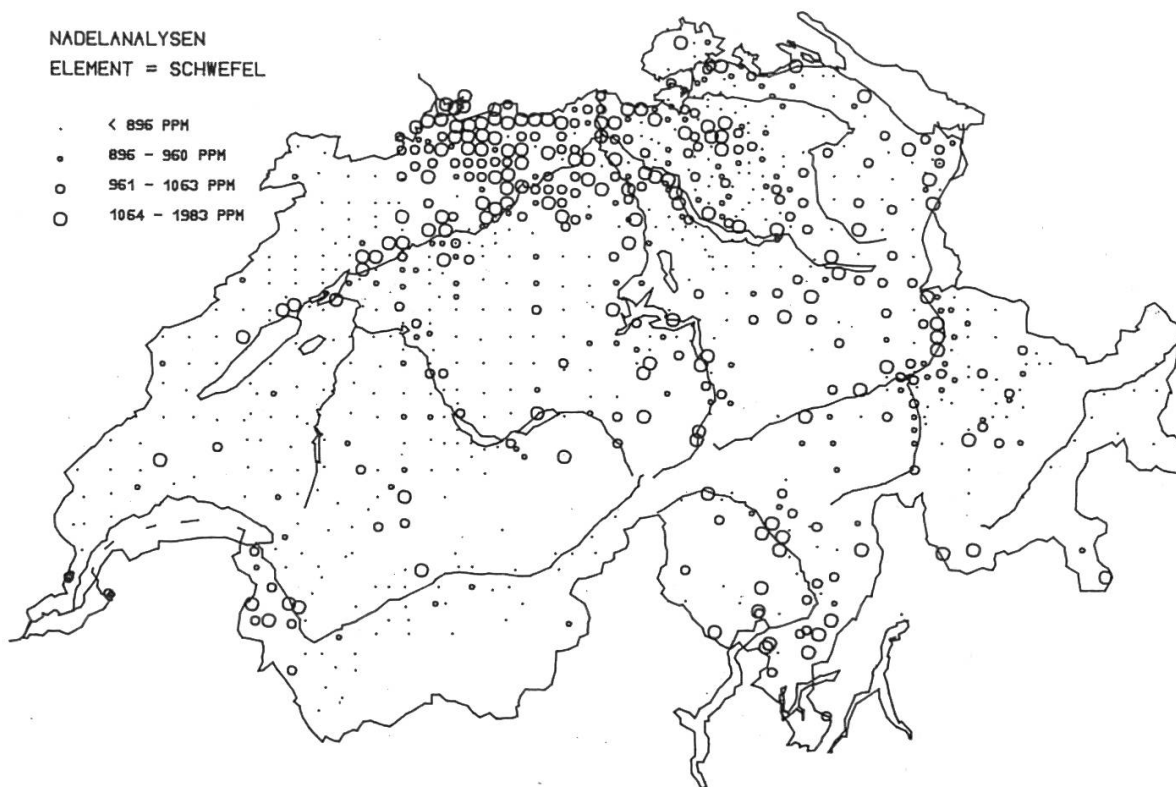 NADELANALYSEN
ELEMENT = SCHWEFEL
< 896 PPM
896 - 960 PPM
961 - 1063 PPM
1064 - 1983 PPM